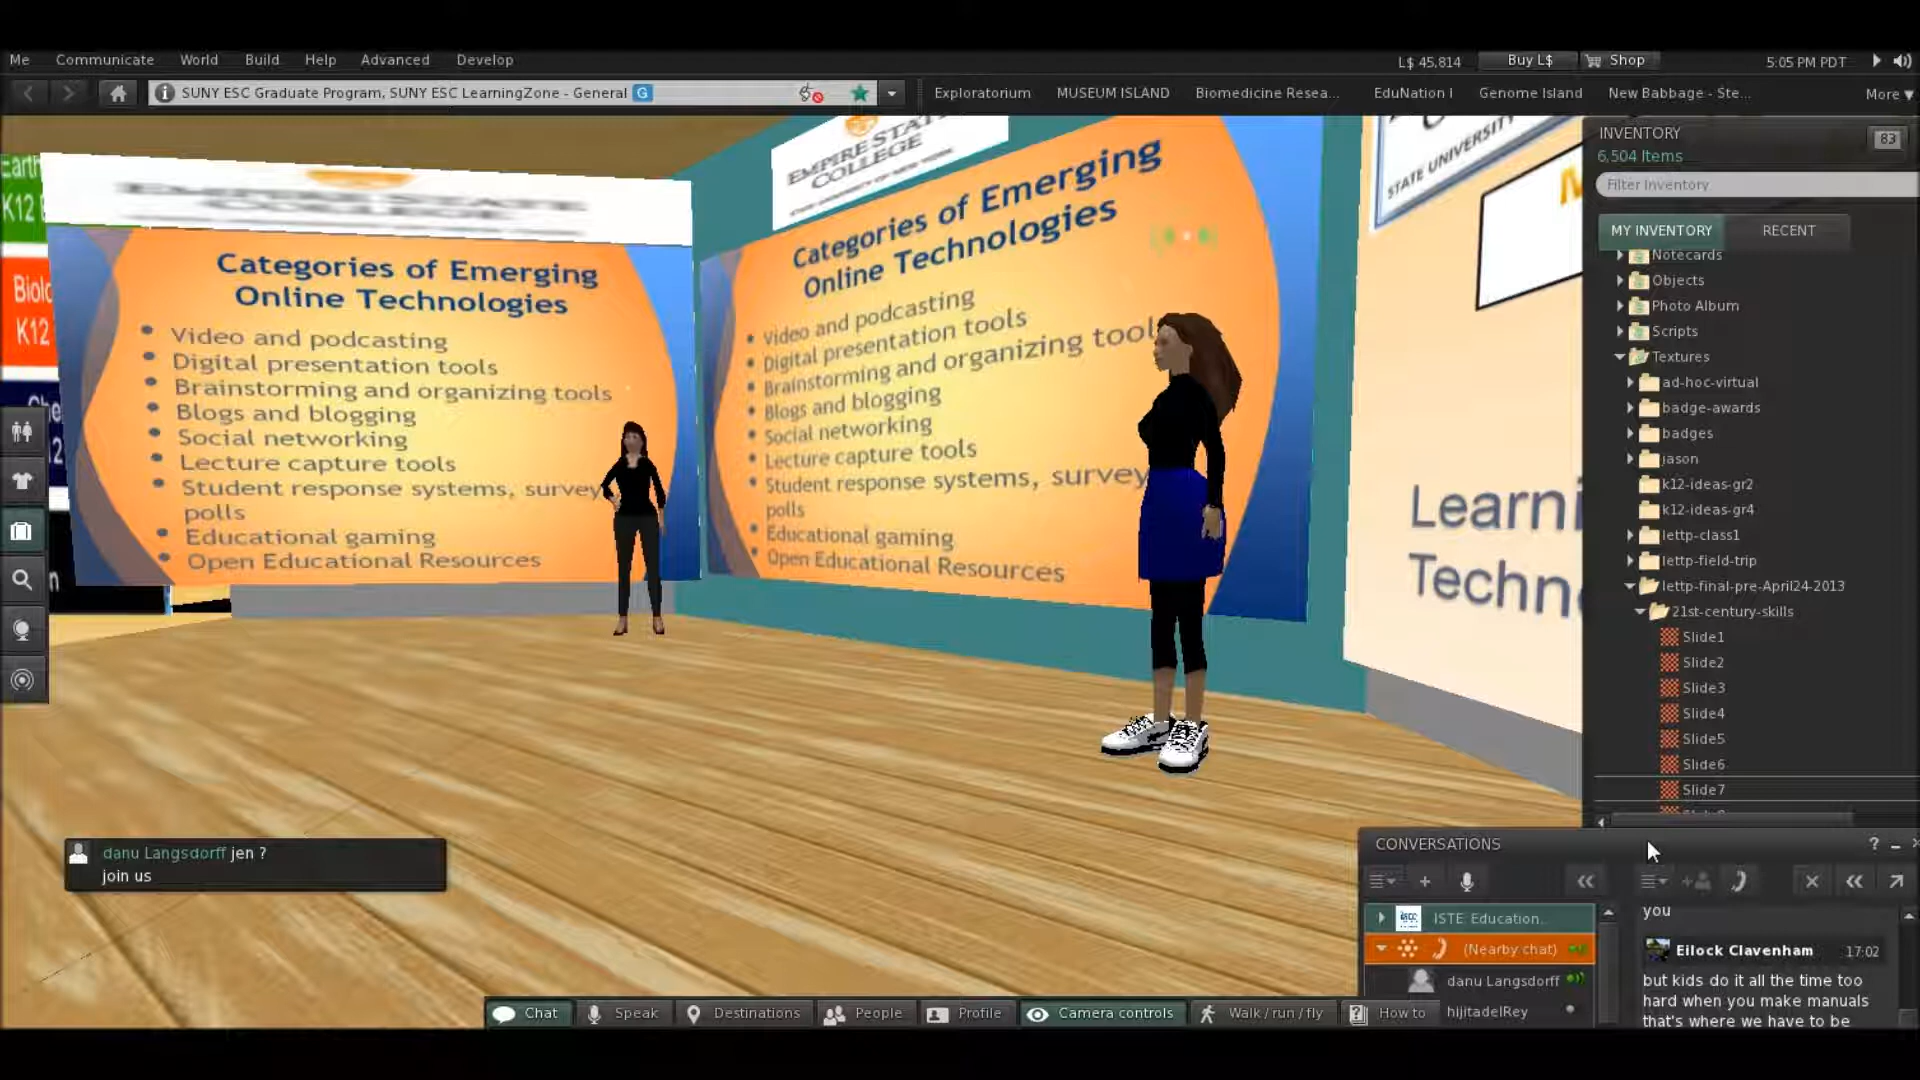 Me Communicate World Build Help Advanced Develop
L$ 45,814 Buy L$ Shop 5:05 PM PDT
SUNY ESC Graduate Program, SUNY ESC LearningZone - General G
Exploratorium MUSEUM ISLAND Biomedicine Resea... EduNation I Genome Island New Babbage - Ste... More
Earth
K12
Biolo
K12
Che
Categories of Emerging
Online Technologies
Video and podcasting
Digital presentation tools
Brainstorming and organizing tools
Blogs and blogging
Social networking
Lecture capture tools
Student response systems, survey
polls
Educational gaming
Open Educational Resources
EMPIRE STATE
COLLEGE
STATE UNIVERSITY OF NEW YORK
Categories of Emerging
Online Technologies
Video and podcasting
Digital presentation tools
Brainstorming and organizing tool
Blogs and blogging
Social networking
Lecture capture tools
Student response systems, survey
polls
Educational gaming
Open Educational Resources
STATE UNIVERSITY
M
Learni
Techn
INVENTORY 83
6,504 Items
Filter Inventory
MY INVENTORY RECENT
Notecards
Objects
Photo Album
Scripts
Textures
ad-hoc-virtual
badge-awards
badges
jason
k12-ideas-gr2
k12-ideas-gr4
lettp-class1
lettp-field-trip
lettp-final-pre-April24-2013
21st-century-skills
Slide1
Slide2
Slide3
Slide4
Slide5
Slide6
Slide7
danu Langsdorff jen ?
join us
CONVERSATIONS
ISTE: Education...
(Nearby chat)
danu Langsdorff
hijitadelRey
you
Eilock Clavenham 17:02
but kids do it all the time too
hard when you make manuals
that's where we have to be
Chat Speak Destinations People Profile Camera controls Walk / run / fly How to